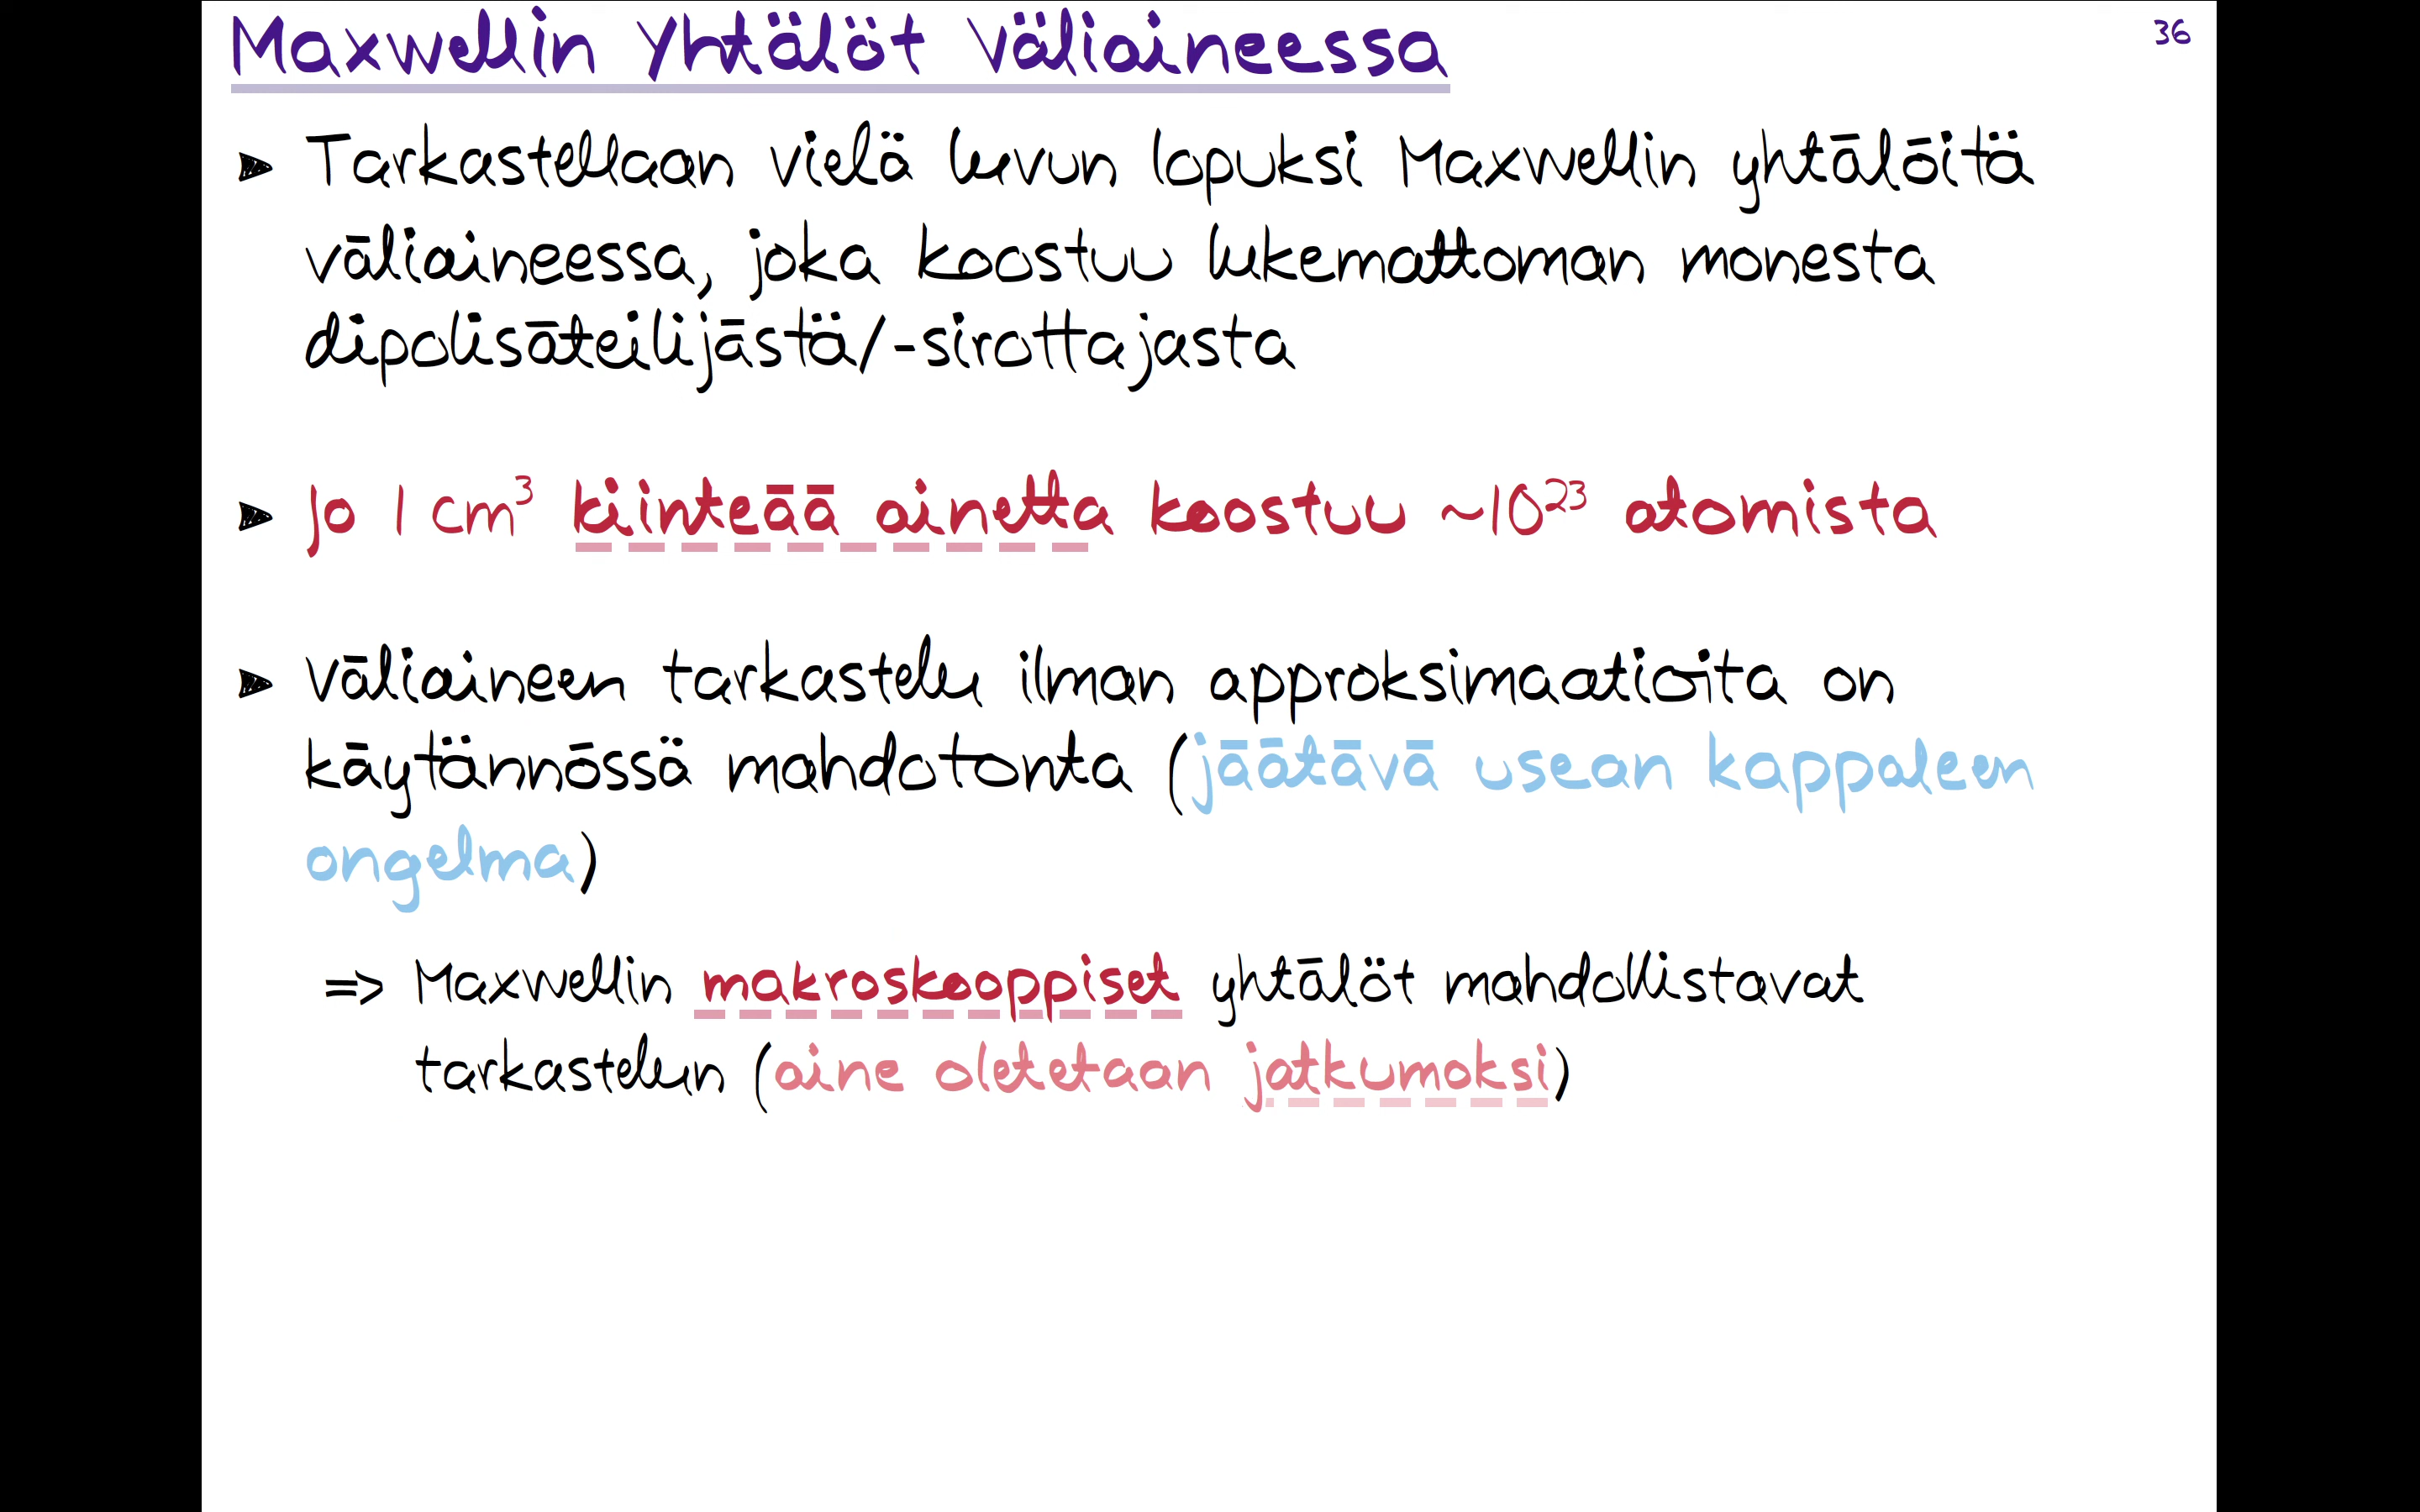 Maxwellin Yhtälöt Väliaineessa
36
Tarkastellaan vielä luvun lopuksi Maxwellin yhtälöitä
väliaineessa, joka koostuu lukemattoman monesta
dipolisäteilijästä/-sirottajasta
Jo 1 cm³ kiinteää ainetta koostuu ~10²³ atomista
Väliaineen tarkastelu ilman approksimaatioita on
käytännössä mahdotonta (jäätävä usean kappaleen
ongelma)
=> Maxwellin makroskooppiset yhtälöt mahdollistavat
tarkastelun (aine oletetaan jatkumoksi)